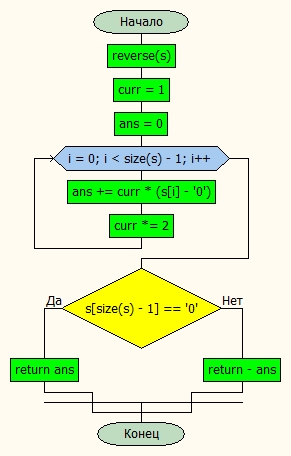 Начало
reverse(s)
curr = 1
ans = 0
i = 0; i < size(s) - 1; i++
ans += curr * (s[i] - '0')
curr *= 2
s[size(s) - 1] == '0'
Да
Нет
return ans
return - ans
Конец